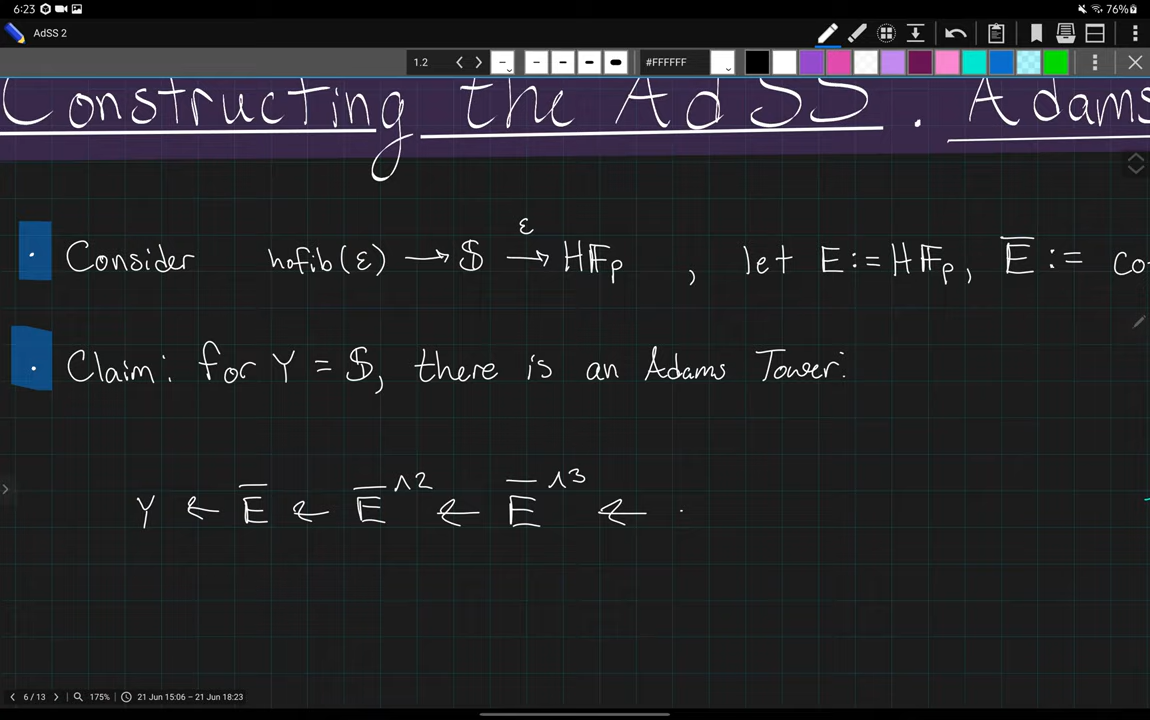 6:23 76%
AdSS 2
1.2 #FFFFFF
Constructing the AdSS. Adams
· Consider hofib(ε) → $ →ε HF_p , let E := HF_p, E̅ := co
· Claim: for Y = $, there is an Adams Tower:
Y ← E̅ ← E̅^∧2 ← E̅^∧3 ← ·
6 / 13 175% 21 Jun 15:06 – 21 Jun 18:23